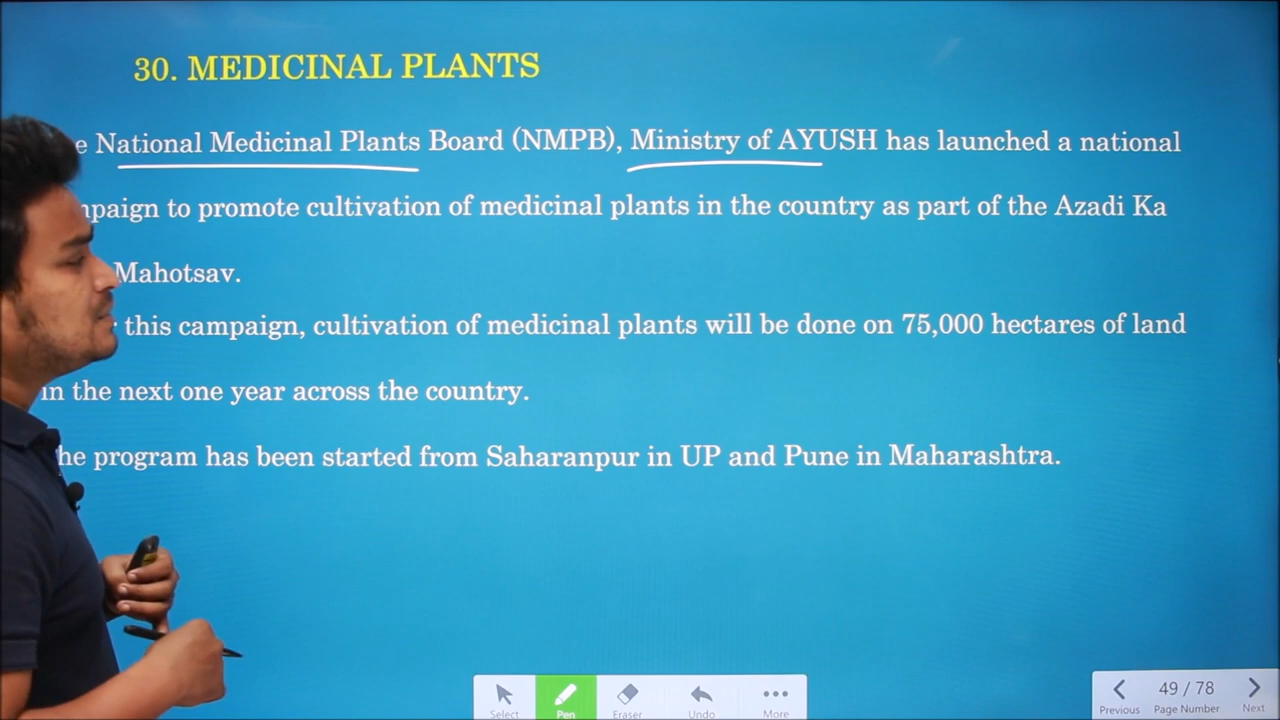 30. MEDICINAL PLANTS
National Medicinal Plants Board (NMPB), Ministry of AYUSH has launched a national
to promote cultivation of medicinal plants in the country as part of the Azadi Ka
Mahotsav.
this campaign, cultivation of medicinal plants will be done on 75,000 hectares of land
in the next one year across the country.
program has been started from Saharanpur in UP and Pune in Maharashtra.
Select Pen Eraser Undo More
Previous 49 / 78 Page Number Next